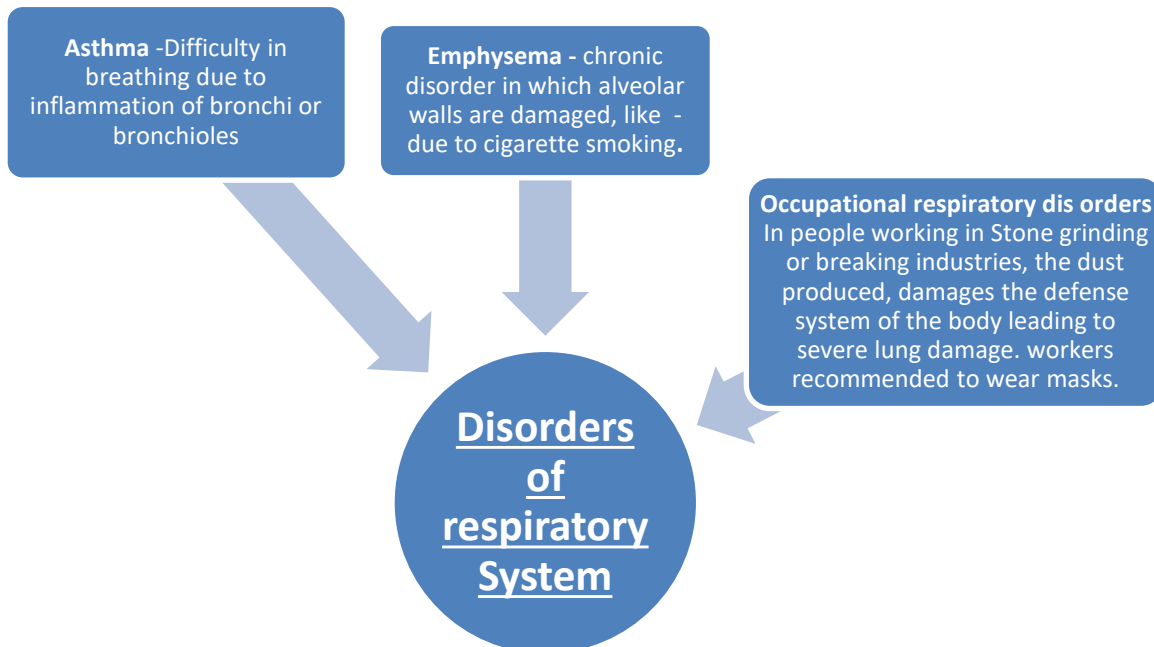 Asthma -Difficulty in
breathing due to
inflammation of bronchi or
bronchioles
Emphysema - chronic
disorder in which alveolar
walls are damaged, like -
due to cigarette smoking.
Occupational respiratory dis orders
In people working in Stone grinding
or breaking industries, the dust
produced, damages the defense
system of the body leading to
severe lung damage. workers
recommended to wear masks.
Disorders
of
respiratory
System